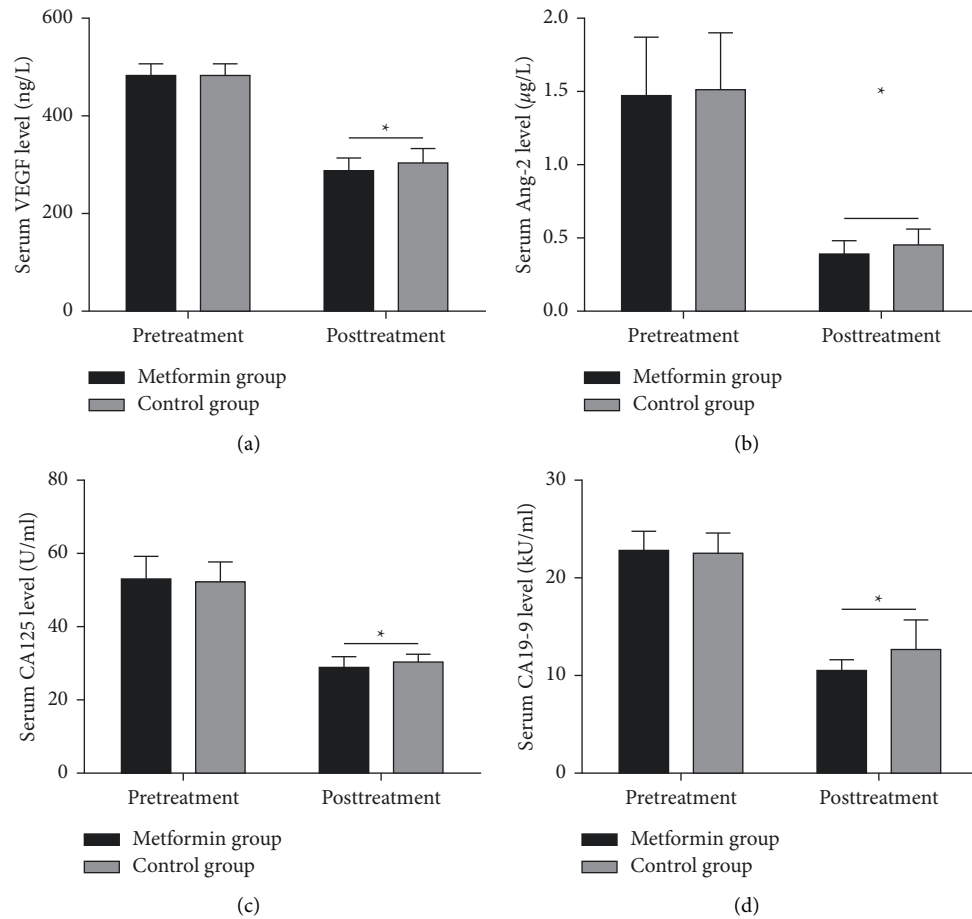 Serum VEGF level (ng/L)
600
400
200
0
*
Pretreatment
Posttreatment
Metformin group
Control group
(a)
Serum Ang-2 level (μg/L)
2.0
1.5
1.0
0.5
0.0
*
Pretreatment
Posttreatment
Metformin group
Control group
(b)
Serum CA125 level (U/ml)
80
60
40
20
0
*
Pretreatment
Posttreatment
Metformin group
Control group
(c)
Serum CA19-9 level (kU/ml)
30
20
10
0
*
Pretreatment
Posttreatment
Metformin group
Control group
(d)